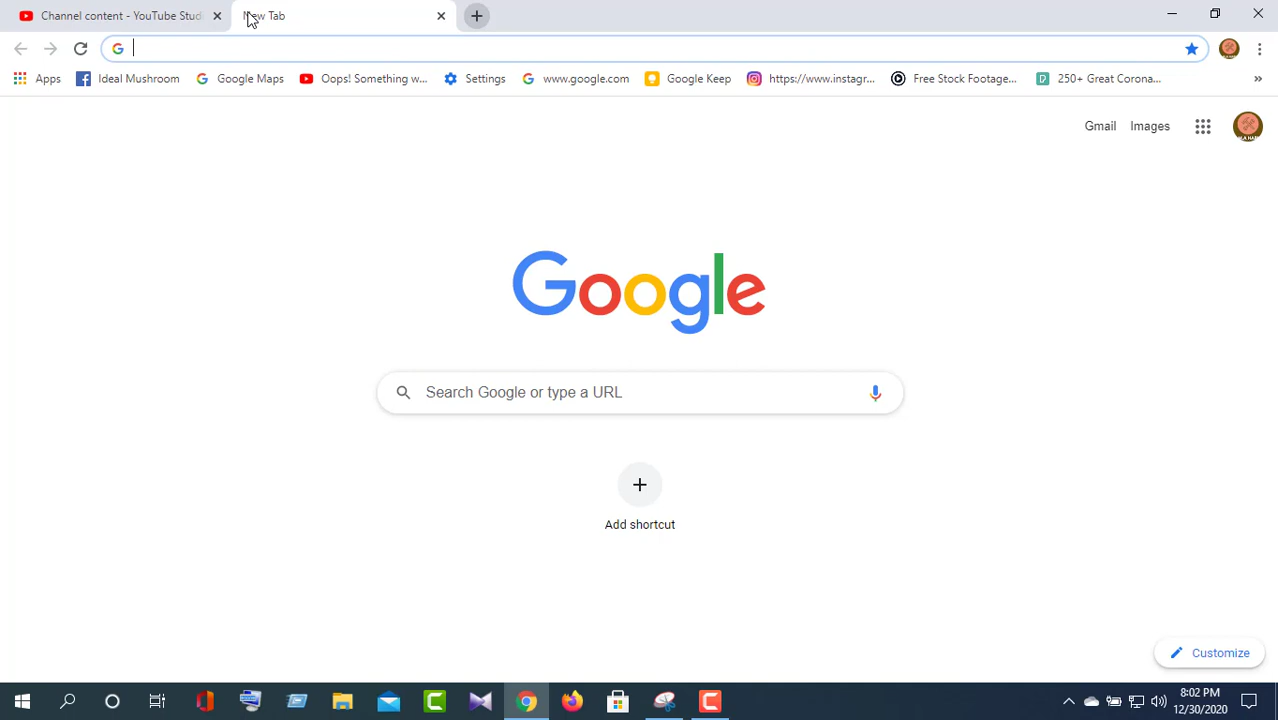 Channel content - YouTube Stud
New Tab
Apps
Ideal Mushroom
Google Maps
Oops! Something w...
Settings
www.google.com
Google Keep
https://www.instagr...
Free Stock Footage...
250+ Great Corona...
»
Gmail
Images
Google
Search Google or type a URL
Add shortcut
Customize
8:02 PM
12/30/2020